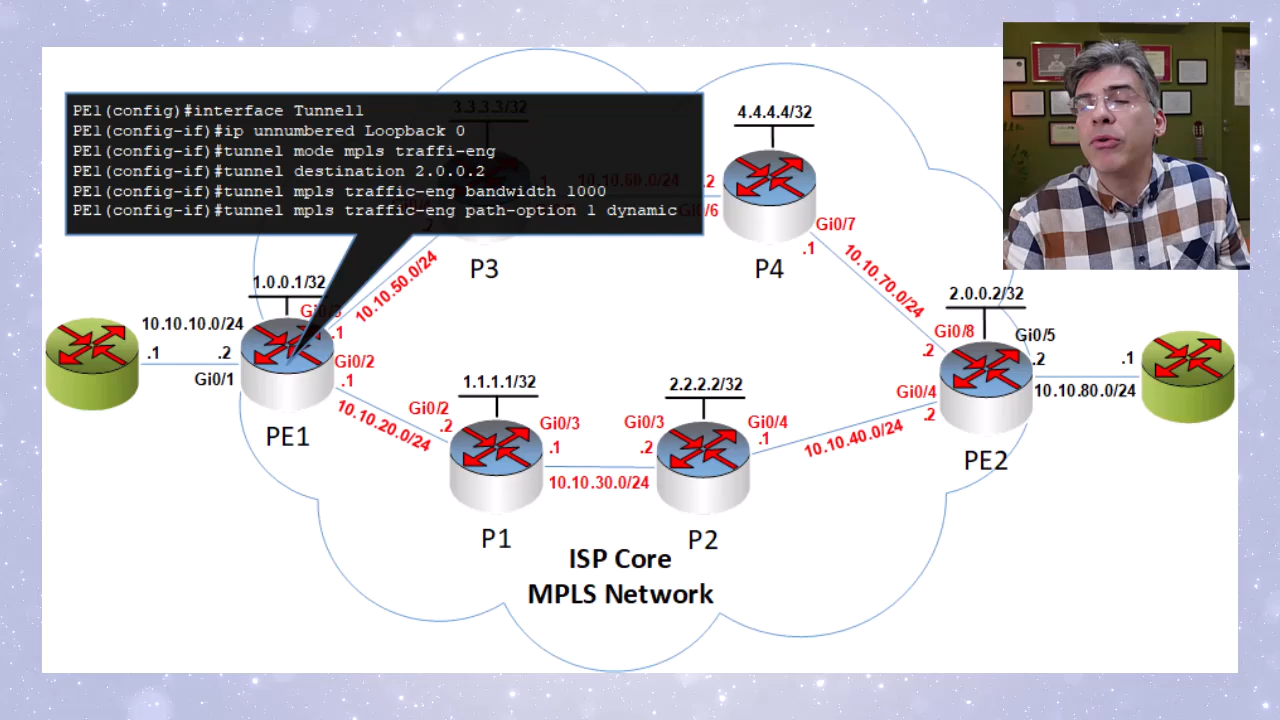 PE1(config)#interface Tunnel1
PE1(config-if)#ip unnumbered Loopback 0
PE1(config-if)#tunnel mode mpls traffi-eng
PE1(config-if)#tunnel destination 2.0.0.2
PE1(config-if)#tunnel mpls traffic-eng bandwidth 1000
PE1(config-if)#tunnel mpls traffic-eng path-option 1 dynamic
3.3.3.3/32
10.10.60.0/24
.1
.2
P3
4.4.4.4/32
Gi0/7
.1
P4
10.10.50.0/24
10.10.70.0/24
1.0.0.1/32
.1
10.10.10.0/24
.1
.2
Gi0/1
Gi0/2
.1
PE1
10.10.20.0/24
1.1.1.1/32
Gi0/2
.2
Gi0/3
.1
P1
10.10.30.0/24
2.2.2.2/32
Gi0/3
.2
Gi0/4
.1
P2
10.10.40.0/24
2.0.0.2/32
Gi0/8
.2
Gi0/5
.2
Gi0/4
.2
.1
10.10.80.0/24
PE2
ISP Core
MPLS Network